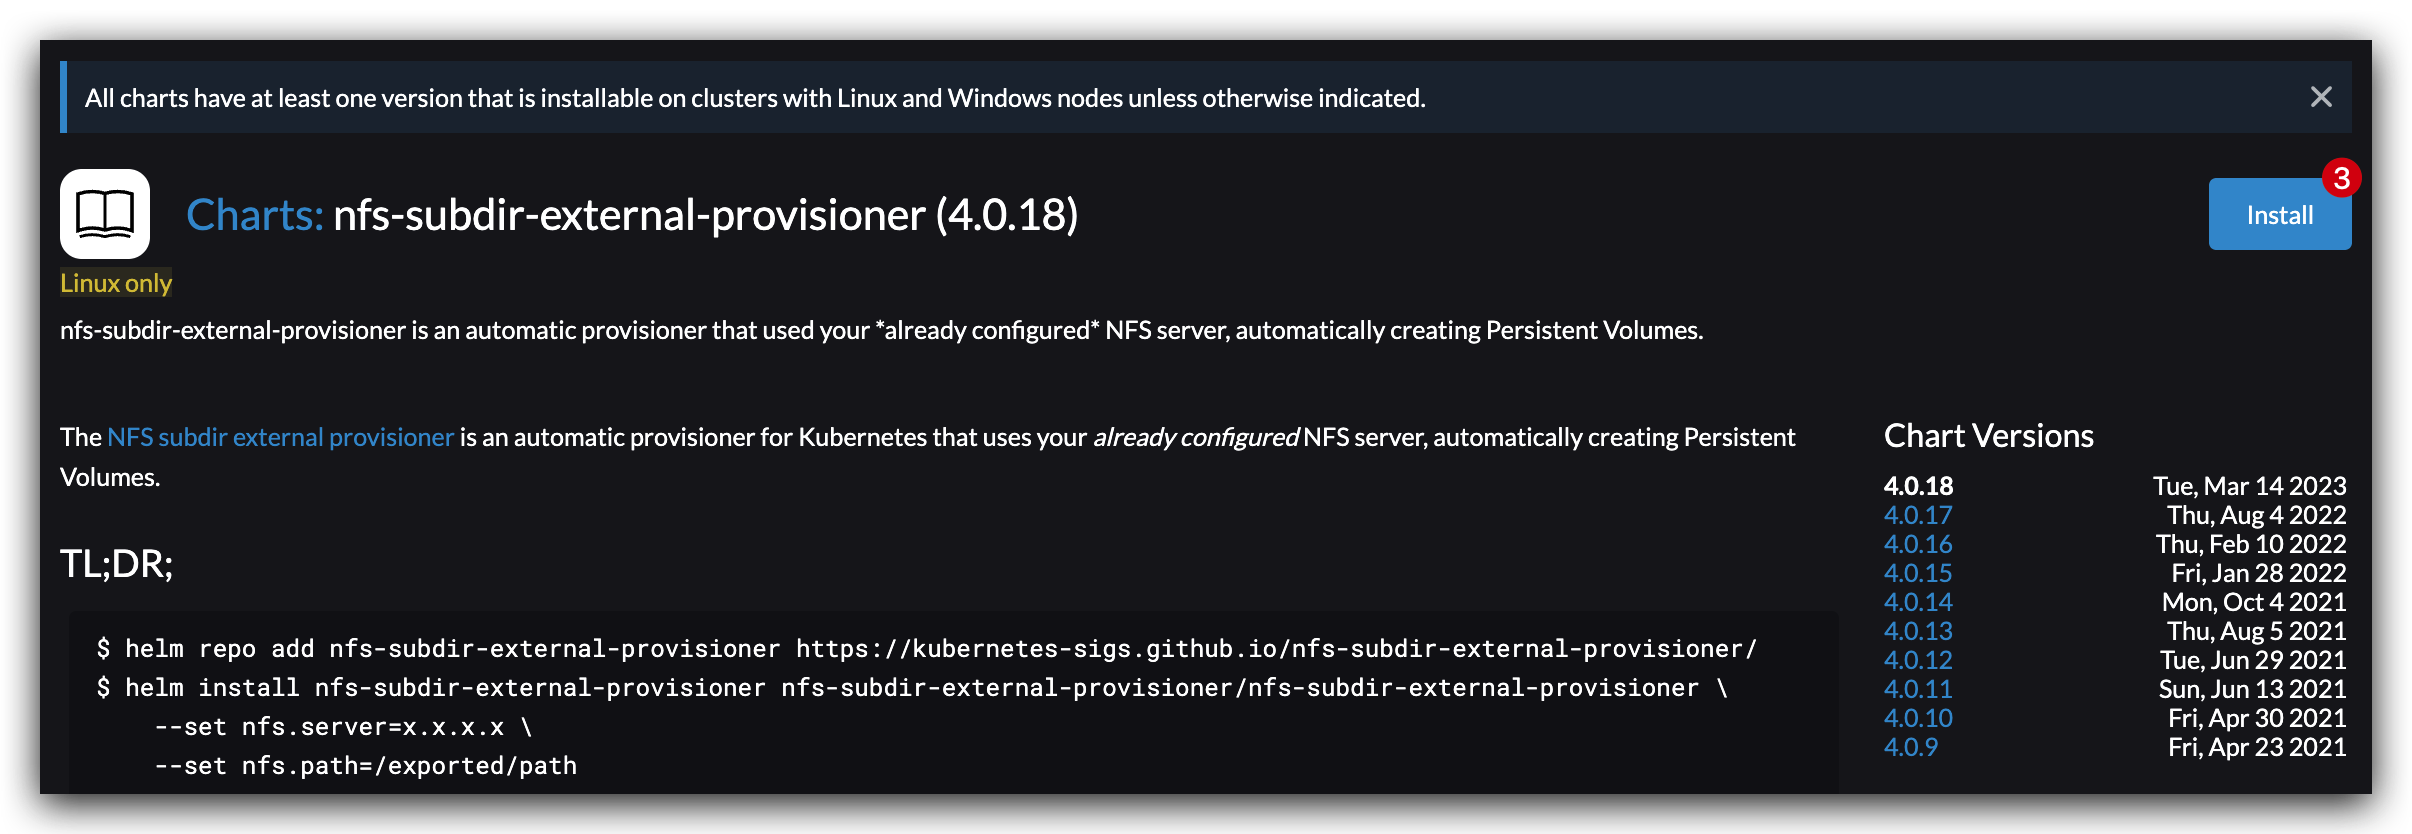 All charts have at least one version that is installable on clusters with Linux and Windows nodes unless otherwise indicated.
Charts: nfs-subdir-external-provisioner (4.0.18)
3
Install
Linux only
nfs-subdir-external-provisioner is an automatic provisioner that used your *already configured* NFS server, automatically creating Persistent Volumes.
The NFS subdir external provisioner is an automatic provisioner for Kubernetes that uses your already configured NFS server, automatically creating Persistent
Volumes.
TL;DR;
$ helm repo add nfs-subdir-external-provisioner https://kubernetes-sigs.github.io/nfs-subdir-external-provisioner/
$ helm install nfs-subdir-external-provisioner nfs-subdir-external-provisioner/nfs-subdir-external-provisioner \
--set nfs.server=x.x.x.x \
--set nfs.path=/exported/path
Chart Versions
4.0.18 Tue, Mar 14 2023
4.0.17 Thu, Aug 4 2022
4.0.16 Thu, Feb 10 2022
4.0.15 Fri, Jan 28 2022
4.0.14 Mon, Oct 4 2021
4.0.13 Thu, Aug 5 2021
4.0.12 Tue, Jun 29 2021
4.0.11 Sun, Jun 13 2021
4.0.10 Fri, Apr 30 2021
4.0.9 Fri, Apr 23 2021